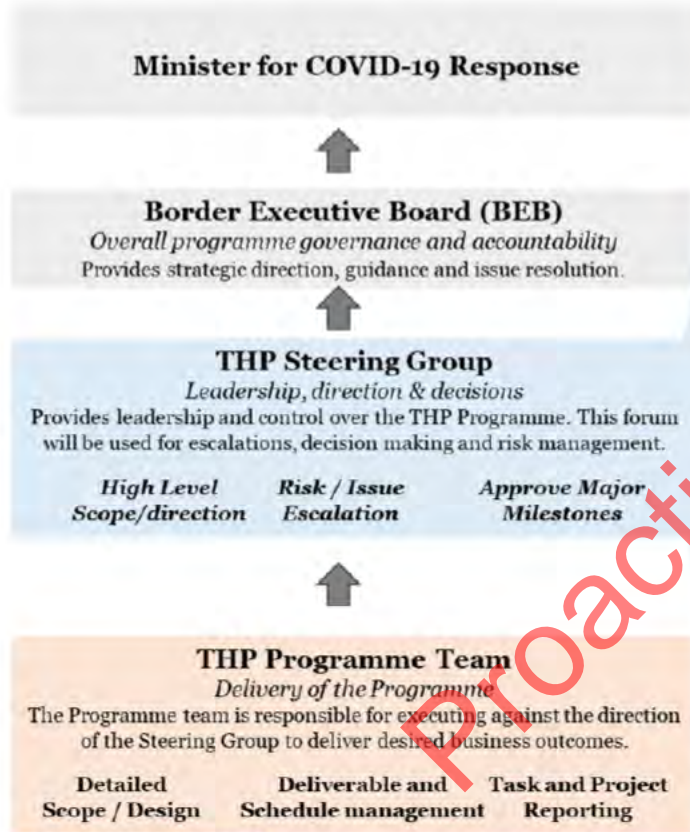 Minister for COVID-19 Response
Border Executive Board (BEB)
Overall programme governance and accountability
Provides strategic direction, guidance and issue resolution.
THP Steering Group
Leadership, direction & decisions
Provides leadership and control over the THP Programme. This forum
will be used for escalations, decision making and risk management.
High Level Risk / Issue Approve Major
Scope/direction Escalation Milestones
THP Programme Team
Delivery of the Programme
The Programme team is responsible for executing against the direction
of the Steering Group to deliver desired business outcomes.
Detailed Deliverable and Task and Project
Scope / Design Schedule management Reporting
Proacti